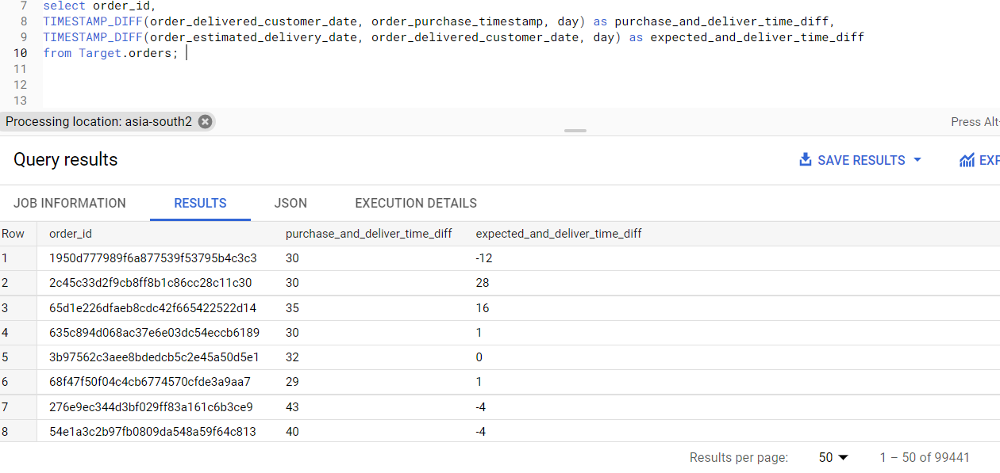 7 select order_id,
8 TIMESTAMP_DIFF(order_delivered_customer_date, order_purchase_timestamp, day) as purchase_and_deliver_time_diff,
9 TIMESTAMP_DIFF(order_estimated_delivery_date, order_delivered_customer_date, day) as expected_and_deliver_time_diff
10 from Target.orders;
11
12
13
Processing location: asia-south2
Press Alt
Query results
SAVE RESULTS
EXP
JOB INFORMATION RESULTS JSON EXECUTION DETAILS
Row order_id purchase_and_deliver_time_diff expected_and_deliver_time_diff
1 1950d777989f6a877539f53795b4c3c3 30 -12
2 2c45c33d2f9cb8ff8b1c86cc28c11c30 30 28
3 65d1e226dfaeb8cdc42f665422522d14 35 16
4 635c894d068ac37e6e03dc54eccb6189 30 1
5 3b97562c3aee8bdedcb5c2e45a50d5e1 32 0
6 68f47f50f04c4cb6774570cfde3a9aa7 29 1
7 276e9ec344d3bf029ff83a161c6b3ce9 43 -4
8 54e1a3c2b97fb0809da548a59f64c813 40 -4
Results per page: 50 1 – 50 of 99441